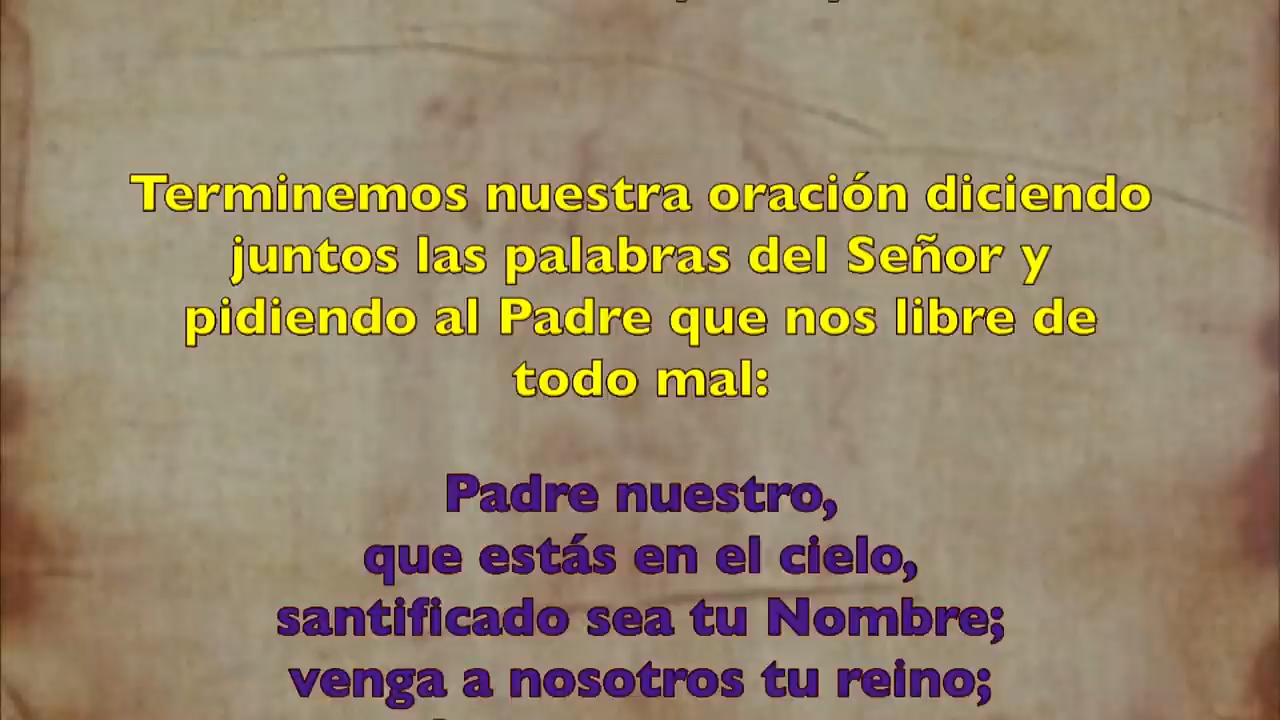 Terminemos nuestra oración diciendo
juntos las palabras del Señor y
pidiendo al Padre que nos libre de
todo mal:
Padre nuestro,
que estás en el cielo,
santificado sea tu Nombre;
venga a nosotros tu reino;